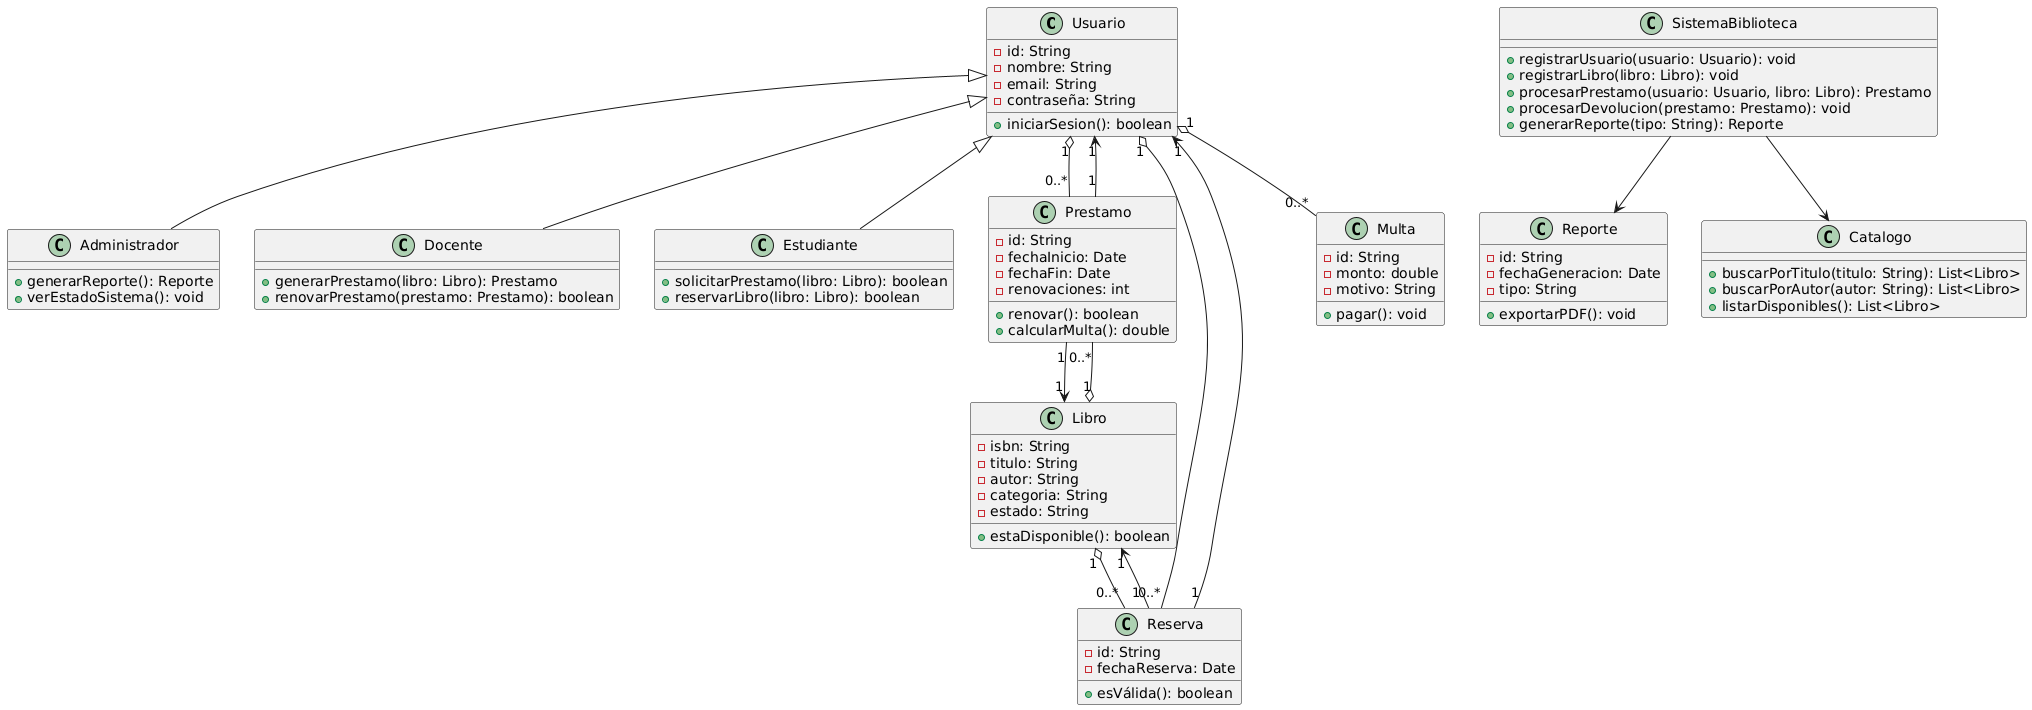 C Usuario
id: String
nombre: String
email: String
contraseña: String
iniciarSesion(): boolean
C SistemaBiblioteca
registrarUsuario(usuario: Usuario): void
registrarLibro(libro: Libro): void
procesarPrestamo(usuario: Usuario, libro: Libro): Prestamo
procesarDevolucion(prestamo: Prestamo): void
generarReporte(tipo: String): Reporte
1
1
1
1
1
0..*
1
0..*
C Administrador
generarReporte(): Reporte
verEstadoSistema(): void
C Docente
generarPrestamo(libro: Libro): Prestamo
renovarPrestamo(prestamo: Prestamo): boolean
C Estudiante
solicitarPrestamo(libro: Libro): boolean
reservarLibro(libro: Libro): boolean
C Prestamo
id: String
fechaInicio: Date
fechaFin: Date
renovaciones: int
renovar(): boolean
calcularMulta(): double
C Multa
id: String
monto: double
motivo: String
pagar(): void
C Reporte
id: String
fechaGeneracion: Date
tipo: String
exportarPDF(): void
C Catalogo
buscarPorTitulo(titulo: String): List<Libro>
buscarPorAutor(autor: String): List<Libro>
listarDisponibles(): List<Libro>
1
0..*
1
1
C Libro
isbn: String
titulo: String
autor: String
categoria: String
estado: String
estaDisponible(): boolean
1
1
0..*
1
0..*
1
C Reserva
id: String
fechaReserva: Date
esVálida(): boolean